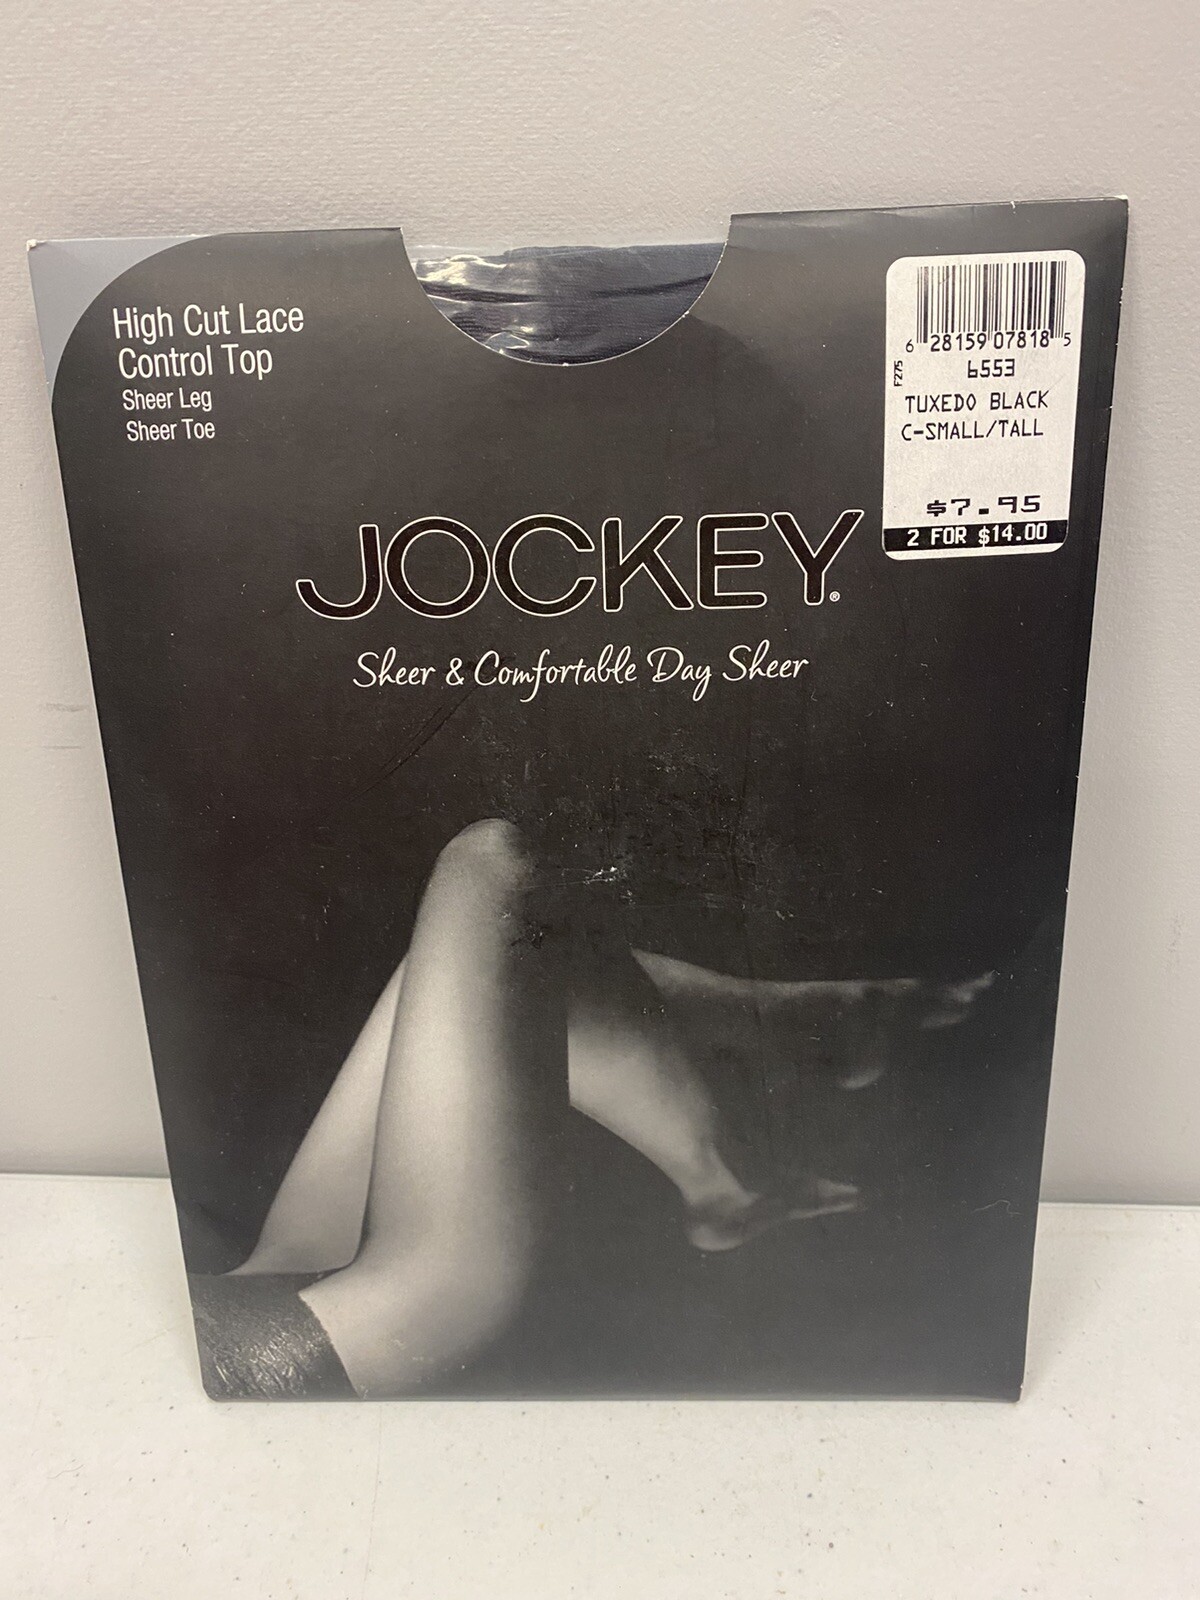 High Cut Lace
Control Top
Sheer Leg
Sheer Toe
6 28159 07818 5
F275
6553
TUXEDO BLACK
C-SMALL/TALL
$7.95
2 FOR $14.00
JOCKEY®
Sheer & Comfortable Day Sheer